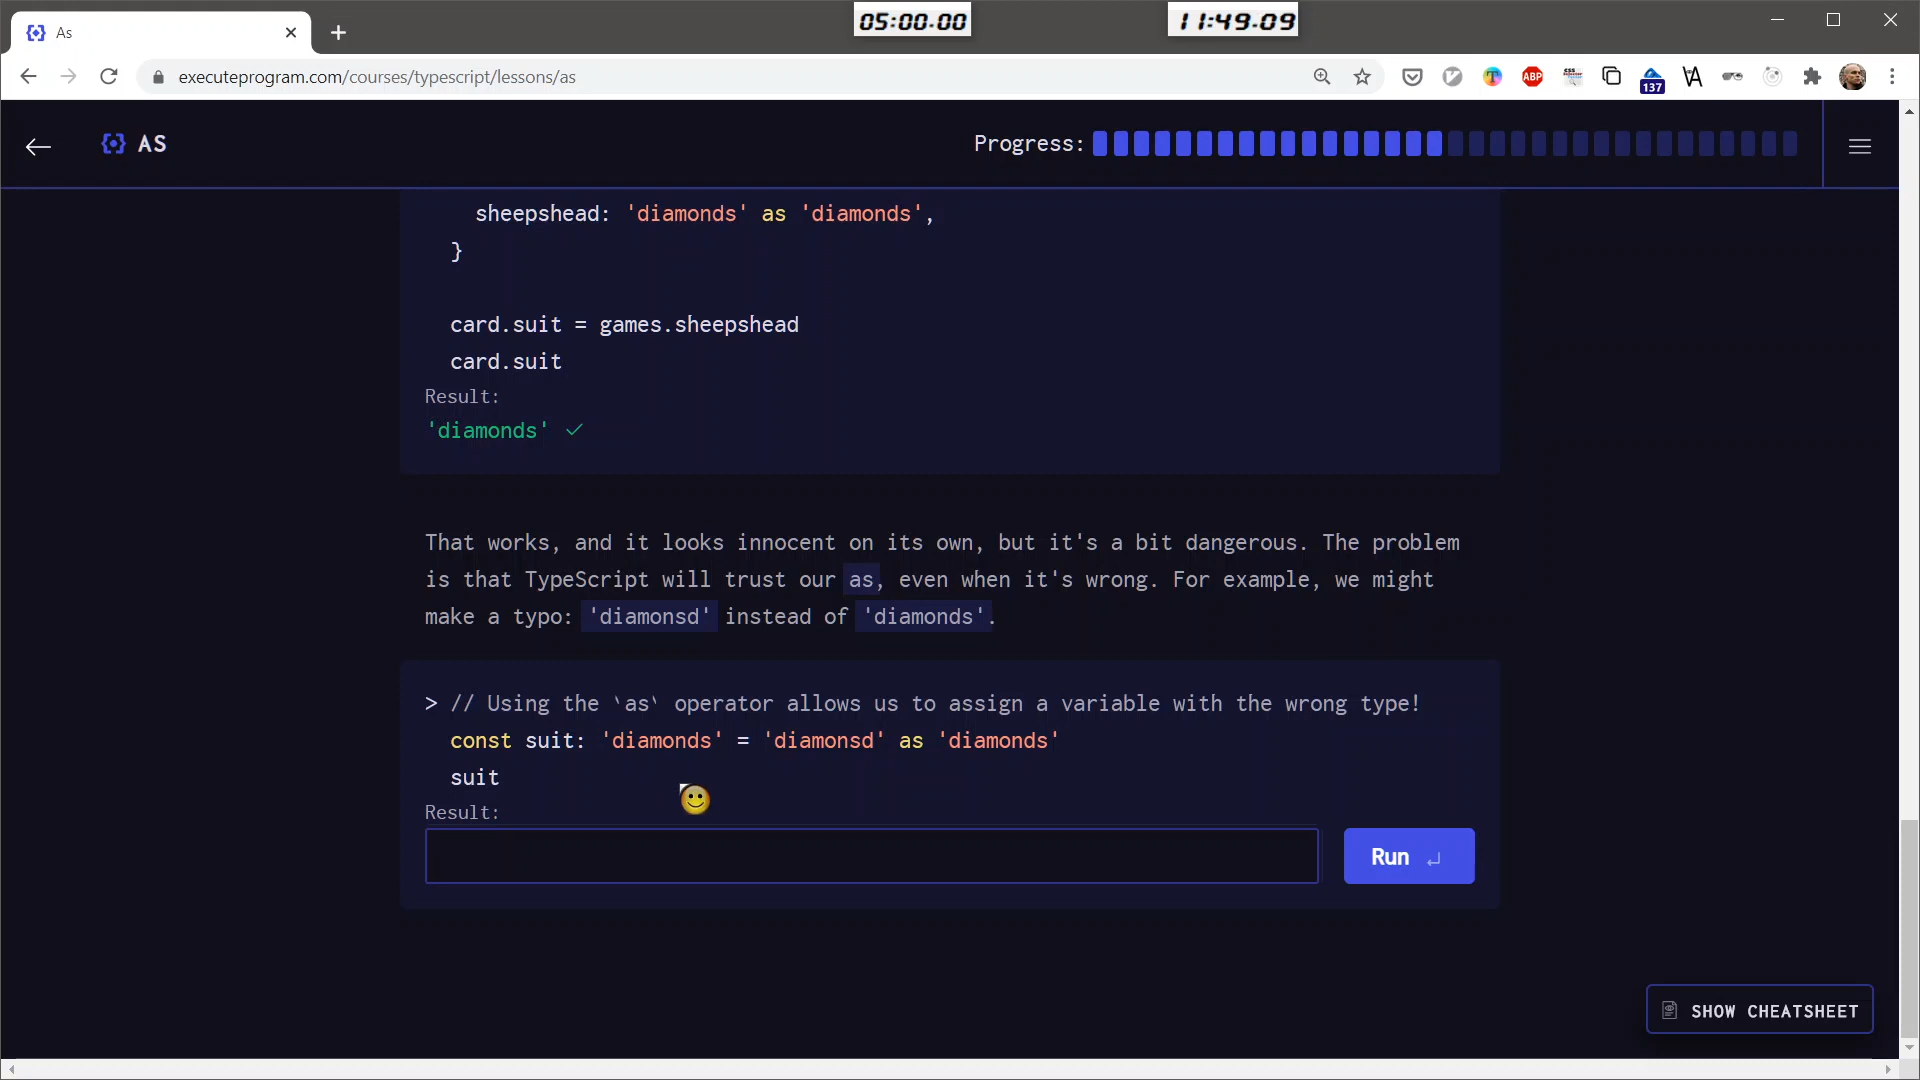 As
05:00.00
11:49.09
executeprogram.com/courses/typescript/lessons/as
ABP
137
AS
Progress:
sheepshead: 'diamonds' as 'diamonds',
}
card.suit = games.sheepshead
card.suit
Result:
'diamonds'
That works, and it looks innocent on its own, but it's a bit dangerous. The problem
is that TypeScript will trust our as, even when it's wrong. For example, we might
make a typo: 'diamonsd' instead of 'diamonds'.
> // Using the `as` operator allows us to assign a variable with the wrong type!
const suit: 'diamonds' = 'diamonsd' as 'diamonds'
suit
Result:
Run
SHOW CHEATSHEET